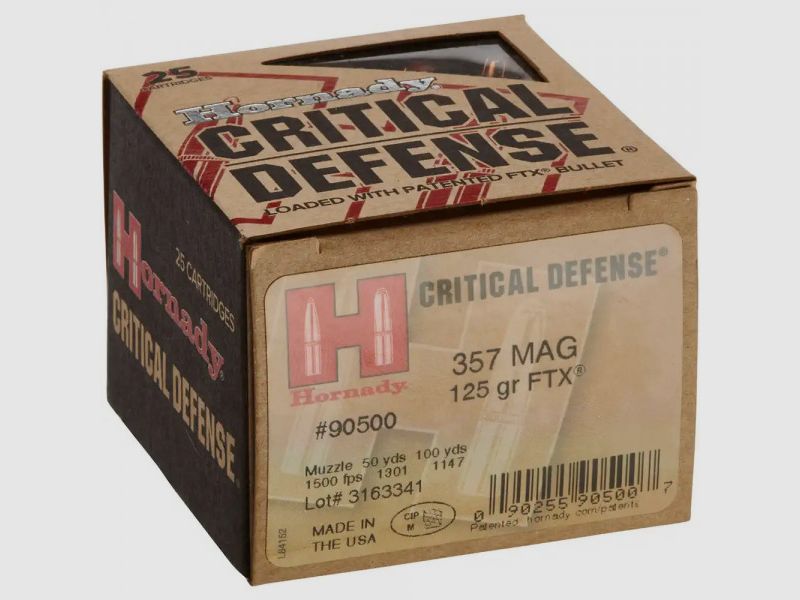 25
CARTRIDGES
Hornady®
CRITICAL
DEFENSE®
LOADED WITH PATENTED FTX® BULLET
Hornady®
25 CARTRIDGES
CRITICAL DEFENSE®
H
Hornady®
CRITICAL DEFENSE®
357 MAG
125 gr FTX®
#90500
Muzzle 50 yds 100 yds
1500 fps 1301 1147
Lot# 3163341
MADE IN
THE USA
CIP
M
L84152
0 90255 90500 7
Patented hornady.com/patents